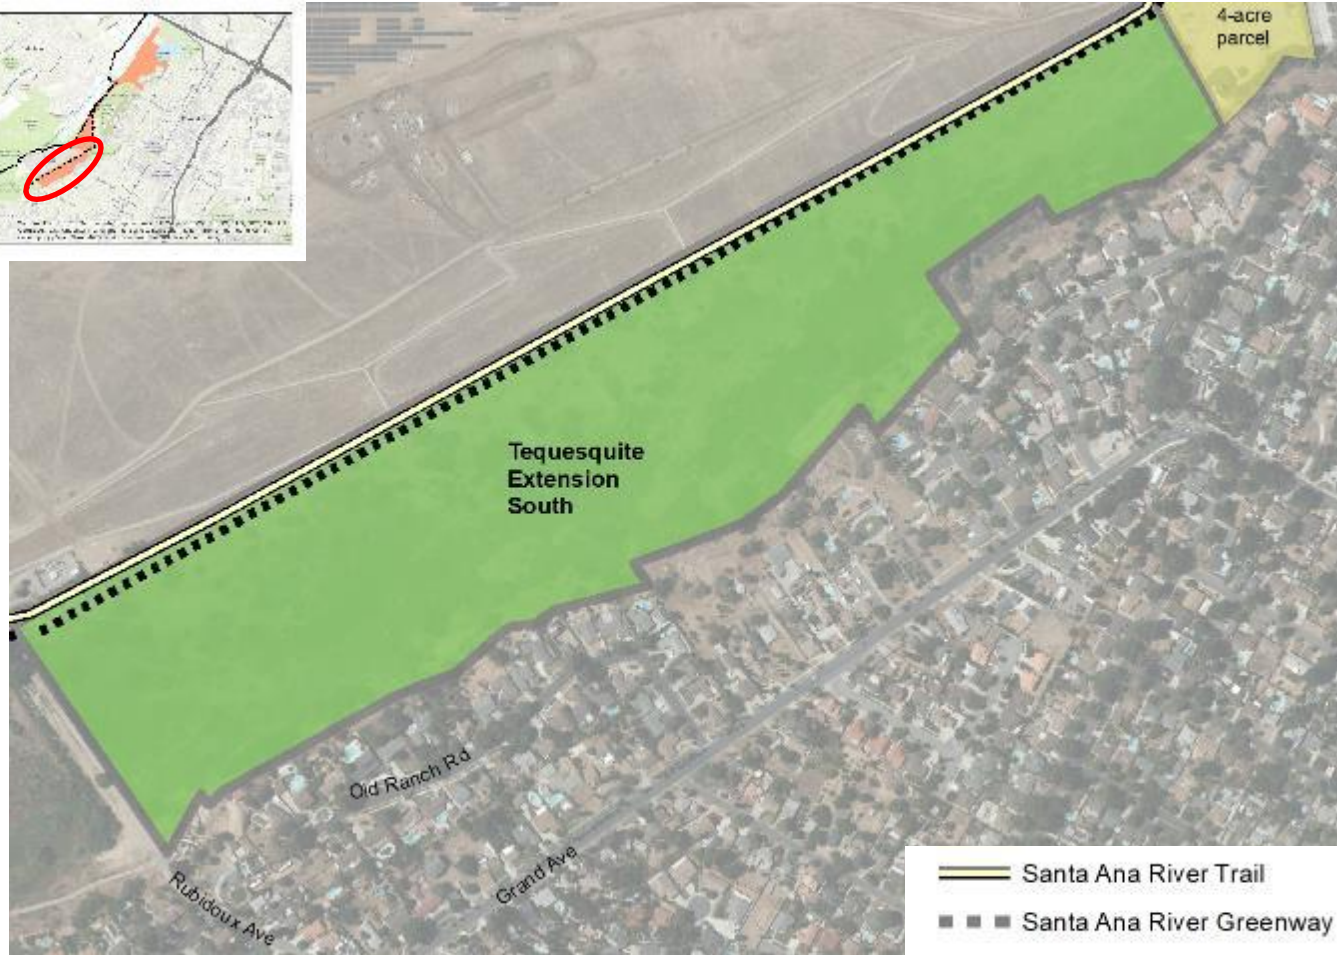 4-acre
parcel
Tequesquite
Extension
South
Old Ranch Rd
Grand Ave
Rubidoux Ave
Santa Ana River Trail
Santa Ana River Greenway